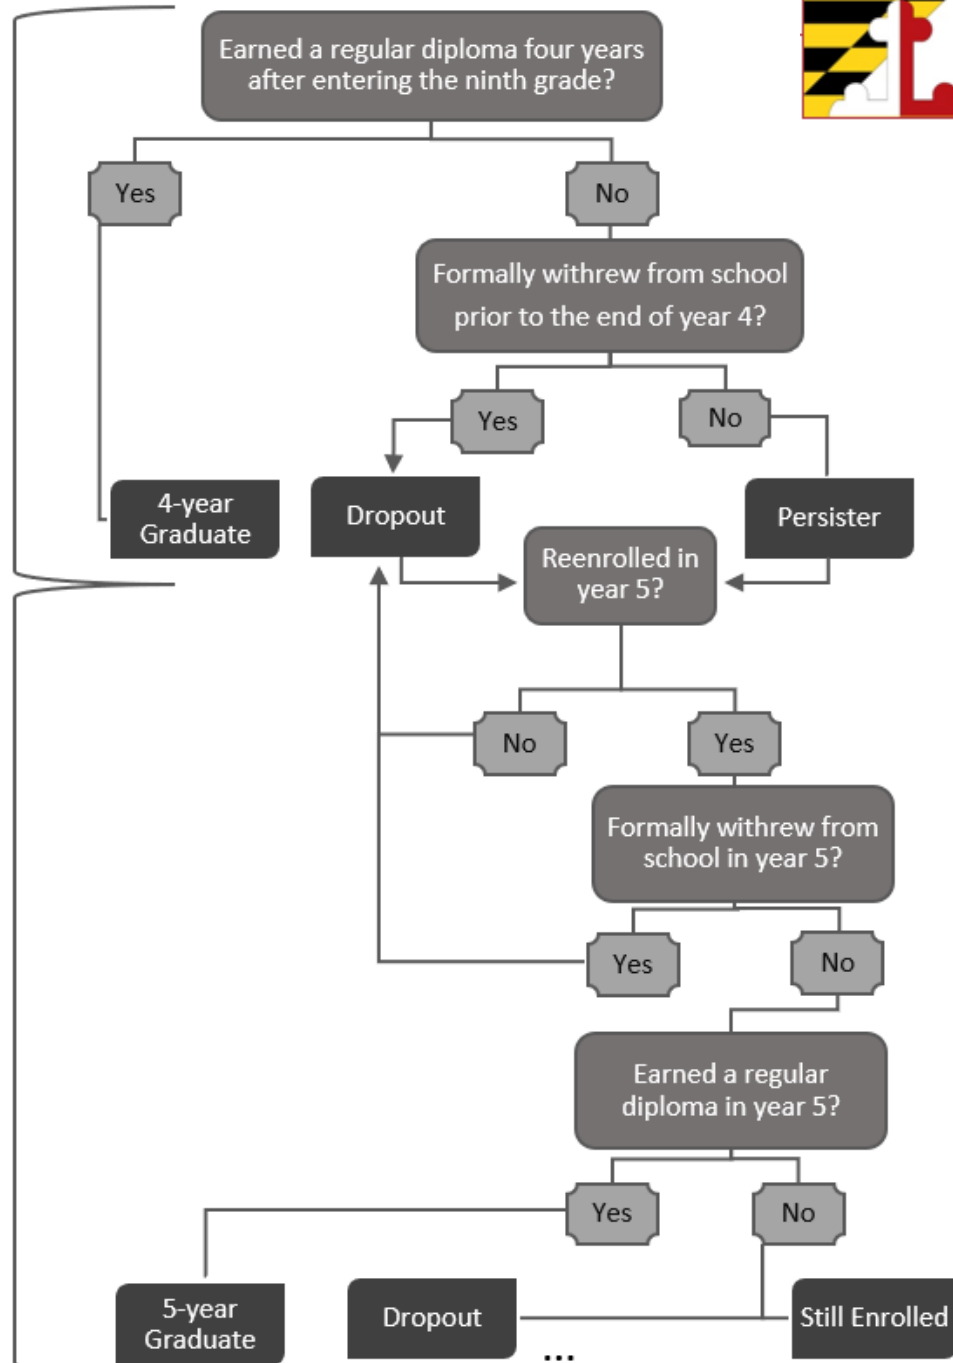 Earned a regular diploma four years
after entering the ninth grade?
Yes
No
Formally withrew from school
prior to the end of year 4?
Yes
No
4-year
Graduate
Dropout
Persister
Reenrolled in
year 5?
No
Yes
Formally withrew from
school in year 5?
Yes
No
Earned a regular
diploma in year 5?
Yes
No
5-year
Graduate
Dropout
Still Enrolled
...